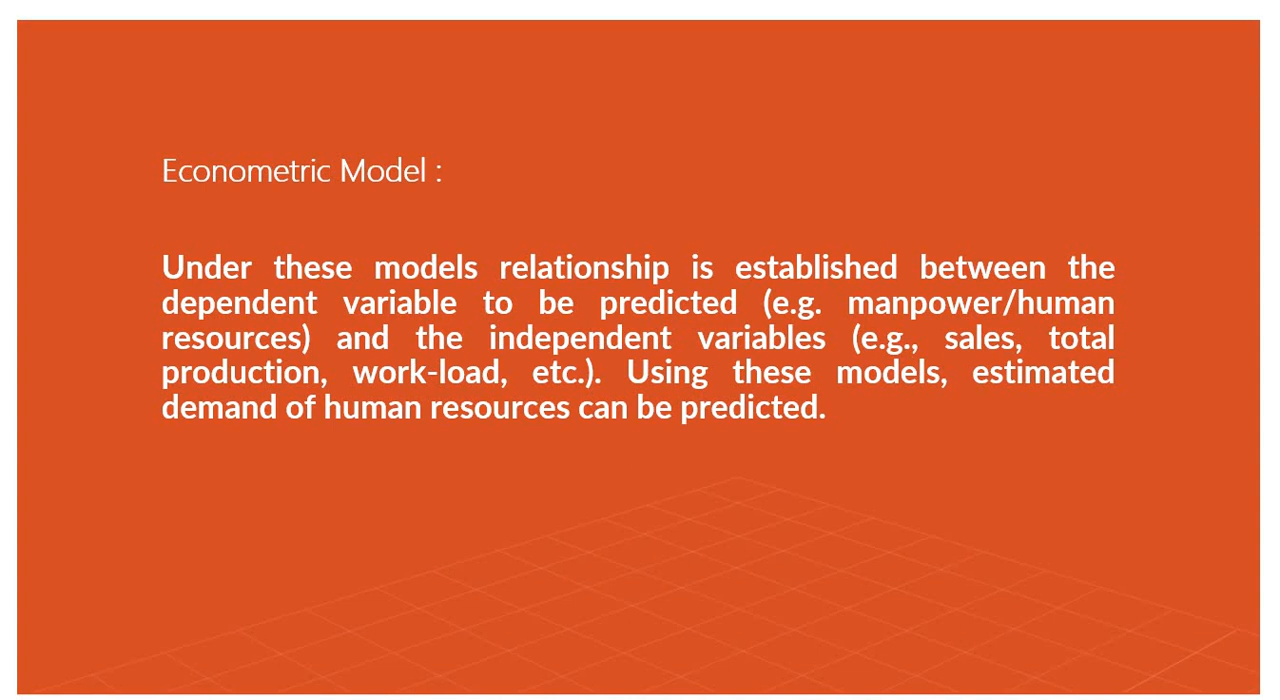 Econometric Model :
Under these models relationship is established between the
dependent variable to be predicted (e.g. manpower/human
resources) and the independent variables (e.g., sales, total
production, work-load, etc.). Using these models, estimated
demand of human resources can be predicted.